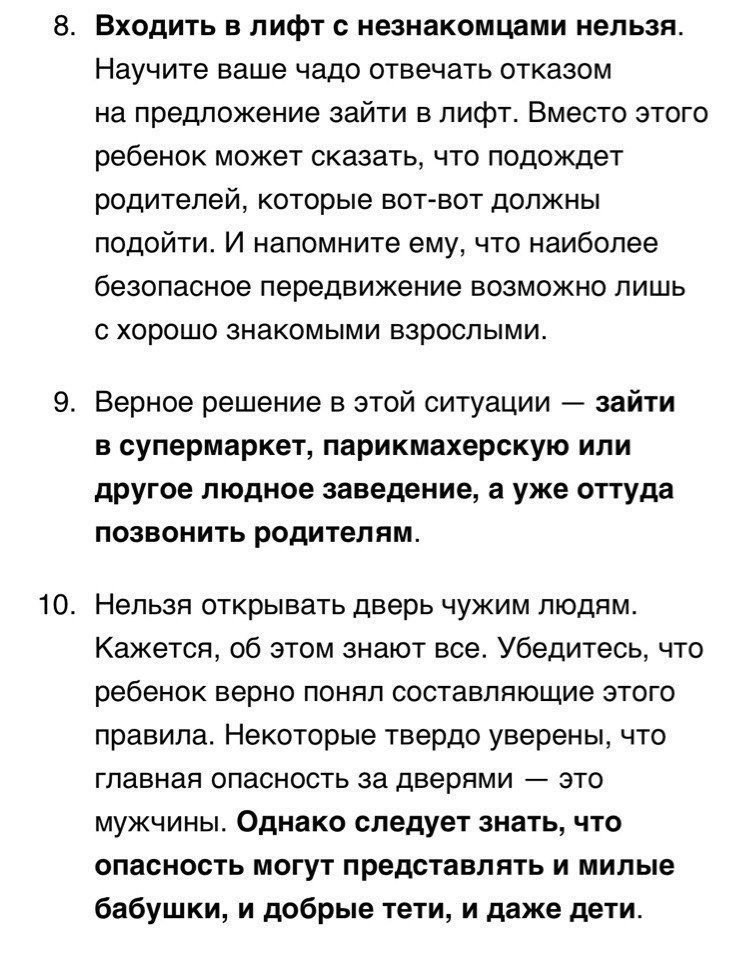 8. Входить в лифт с незнакомцами нельзя.
Научите ваше чадо отвечать отказом
на предложение зайти в лифт. Вместо этого
ребенок может сказать, что подождет
родителей, которые вот-вот должны
подойти. И напомните ему, что наиболее
безопасное передвижение возможно лишь
с хорошо знакомыми взрослыми.
9. Верное решение в этой ситуации — зайти
в супермаркет, парикмахерскую или
другое людное заведение, а уже оттуда
позвонить родителям.
10. Нельзя открывать дверь чужим людям.
Кажется, об этом знают все. Убедитесь, что
ребенок верно понял составляющие этого
правила. Некоторые твердо уверены, что
главная опасность за дверями — это
мужчины. Однако следует знать, что
опасность могут представлять и милые
бабушки, и добрые тети, и даже дети.